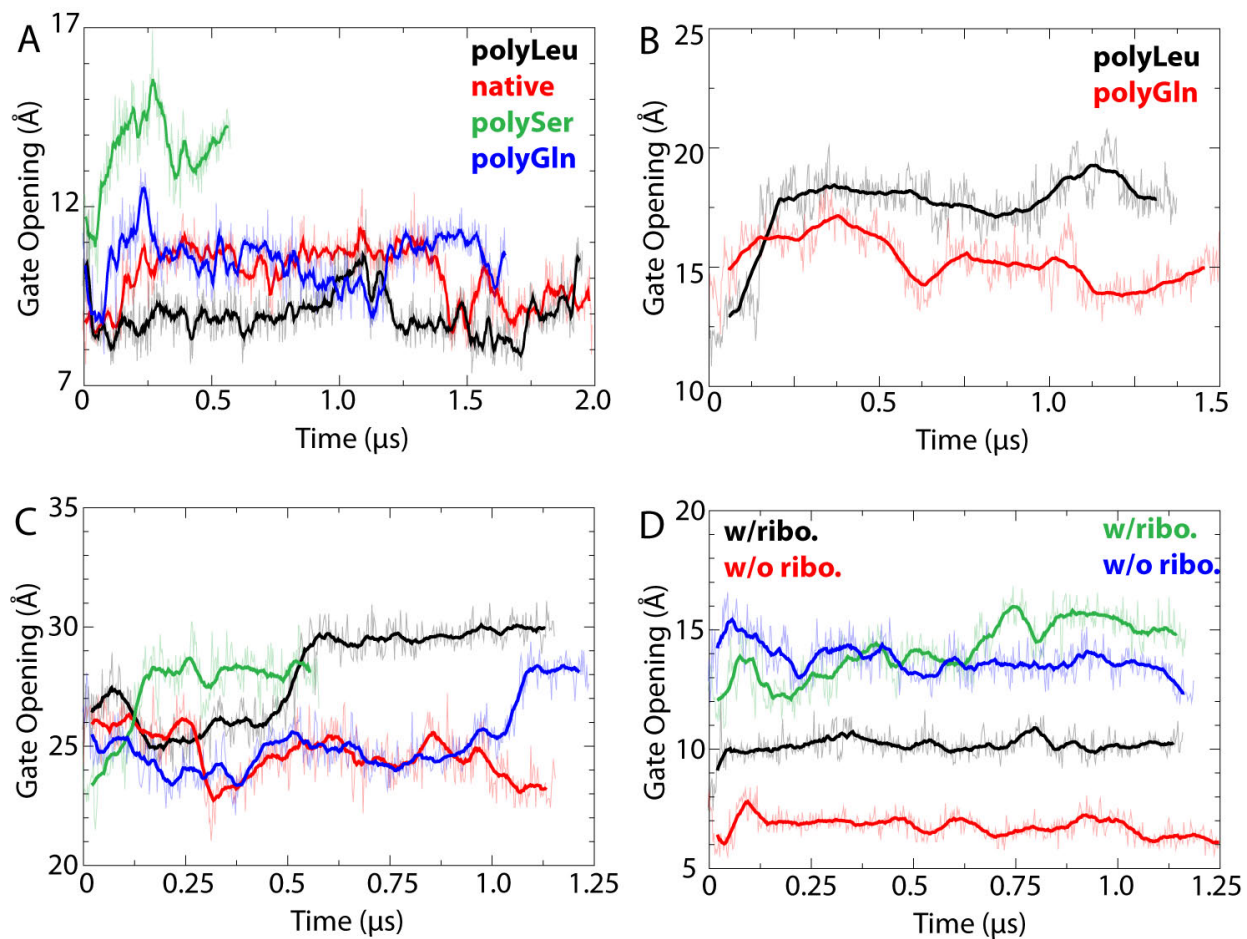 A
17
12
7
Gate Opening (Å)
polyLeu
native
polySer
polyGln
0
0.5
1.0
1.5
2.0
Time (µs)
B
25
20
15
10
Gate Opening (Å)
polyLeu
polyGln
0
0.5
1.0
1.5
Time (µs)
C
35
30
25
20
Gate Opening (Å)
0
0.25
0.5
0.75
1.0
1.25
Time (µs)
D
20
15
10
5
Gate Opening (Å)
w/ribo.
w/o ribo.
w/ribo.
w/o ribo.
0
0.25
0.5
0.75
1.0
1.25
Time (µs)